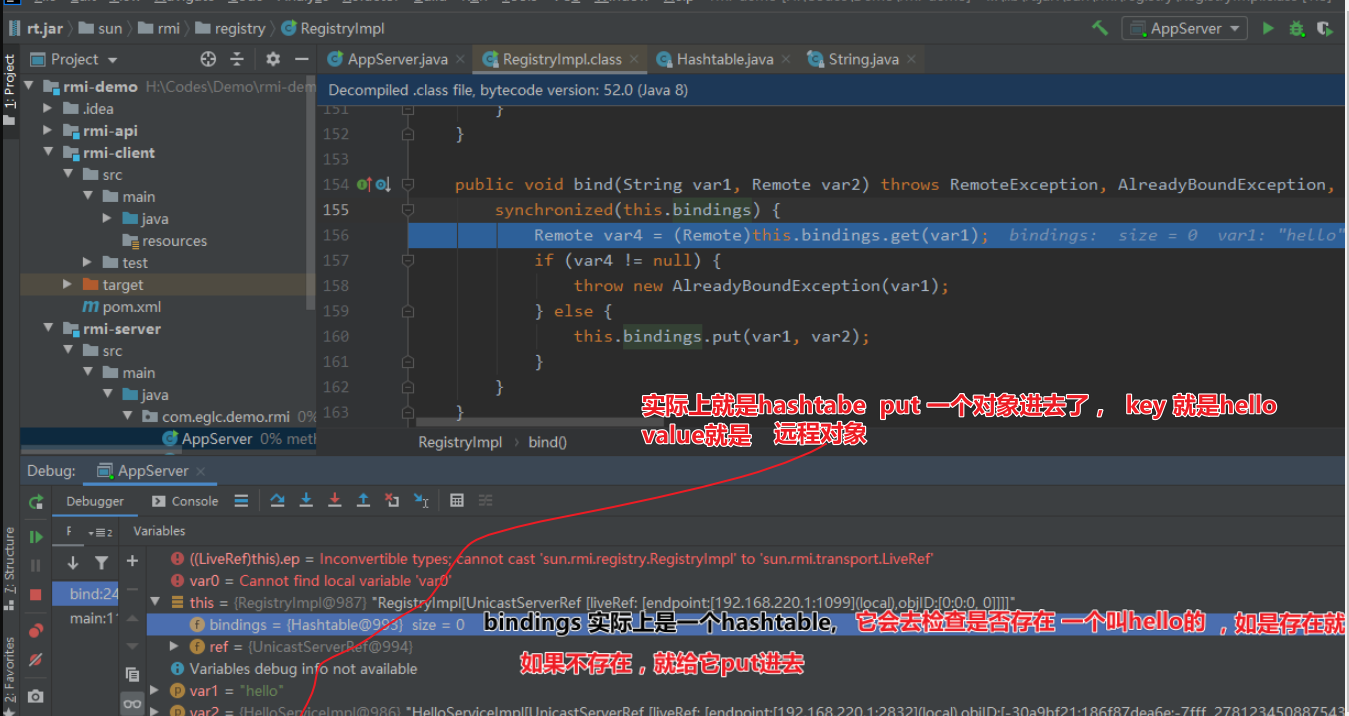 rt.jar sun rmi registry RegistryImpl AppServer
Project AppServer.java RegistryImpl.class Hashtable.java String.java
1: Project
rmi-demo H:\Codes\Demo\rmi-dem
Decompiled .class file, bytecode version: 52.0 (Java 8)
.idea
rmi-api
rmi-client
src
main
java
resources
test
target
pom.xml
rmi-server
src
main
java
com.eglc.demo.rmi 0%
AppServer 0% meth
151 }
152 }
153
154 public void bind(String var1, Remote var2) throws RemoteException, AlreadyBoundException,
155 synchronized(this.bindings) {
156 Remote var4 = (Remote)this.bindings.get(var1); bindings: size = 0 var1: "hello"
157 if (var4 != null) {
158 throw new AlreadyBoundException(var1);
159 } else {
160 this.bindings.put(var1, var2);
161 }
162 }
163 }
实际上就是hashtabe put 一个对象进去了， key 就是hello
value就是 远程对象
RegistryImpl › bind()
Debug: AppServer
Debugger Console
F 2 Variables
7: Structure
2: Favorites
bind:24
main:1
((LiveRef)this).ep = Inconvertible types; cannot cast 'sun.rmi.registry.RegistryImpl' to 'sun.rmi.transport.LiveRef'
var0 = Cannot find local variable 'var0'
this = {RegistryImpl@987} "RegistryImpl[UnicastServerRef [liveRef: [endpoint:[192.168.220.1:1099](local),objID:[0:0:0, 0]]]]"
bindings = {Hashtable@993} size = 0 bindings 实际上是一个hashtable， 它会去检查是否存在 一个叫hello的 ，如是存在就
ref = {UnicastServerRef@994}
如果不存在，就给它put进去
Variables debug info not available
var1 = "hello"
var2 = {HelloServiceImpl@986} "HelloServiceImpl[UnicastServerRef [liveRef: [endpoint:[192.168.220.1:2832](local),objID:[-30a9bf21:186f87dea6e:-7fff, 278123450887543